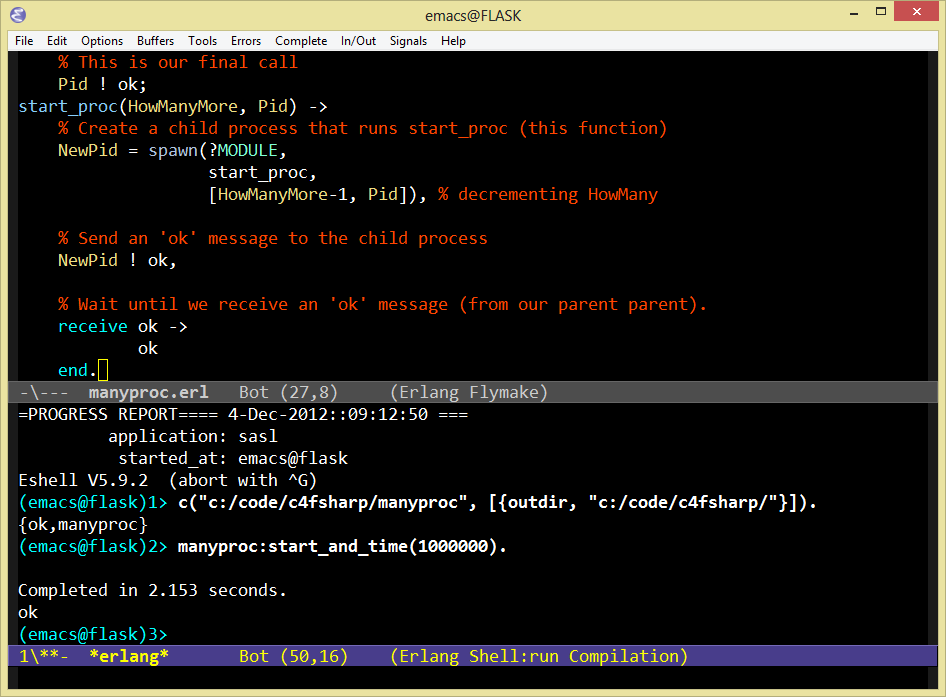 emacs@FLASK
File Edit Options Buffers Tools Errors Complete In/Out Signals Help
% This is our final call
Pid ! ok;
start_proc(HowManyMore, Pid) ->
% Create a child process that runs start_proc (this function)
NewPid = spawn(?MODULE,
start_proc,
[HowManyMore-1, Pid]), % decrementing HowMany
% Send an 'ok' message to the child process
NewPid ! ok,
% Wait until we receive an 'ok' message (from our parent parent).
receive ok ->
ok
end.
-\--- manyproc.erl Bot (27,8) (Erlang Flymake)
=PROGRESS REPORT==== 4-Dec-2012::09:12:50 ===
application: sasl
started_at: emacs@flask
Eshell V5.9.2 (abort with ^G)
(emacs@flask)1> c("c:/code/c4fsharp/manyproc", [{outdir, "c:/code/c4fsharp/"}]).
{ok,manyproc}
(emacs@flask)2> manyproc:start_and_time(1000000).
Completed in 2.153 seconds.
ok
(emacs@flask)3>
1\**- *erlang* Bot (50,16) (Erlang Shell:run Compilation)